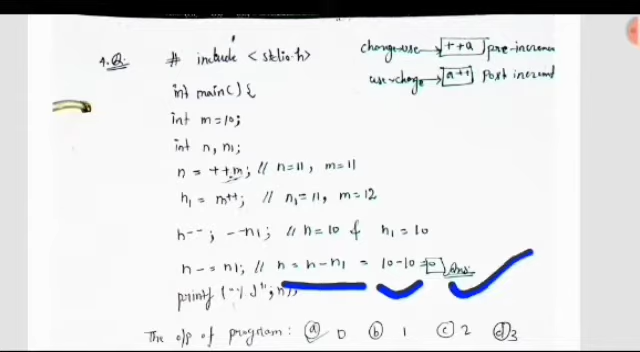 4.Q. # include <stdio.h>
change-use → ++a pre-increment
use-change → a++ Post increment
int main() {
int m=10;
int n, n1;
n = ++m; // n=11, m=11
n1 = m++; // n1=11, m=12
n--; --n1; // n=10 & n1=10
n -= n1; // n = n-n1 = 10-10=0 Ans.
printf ("%d", n);
The o/p of program: (a) 0 (b) 1 (c) 2 (d) 3